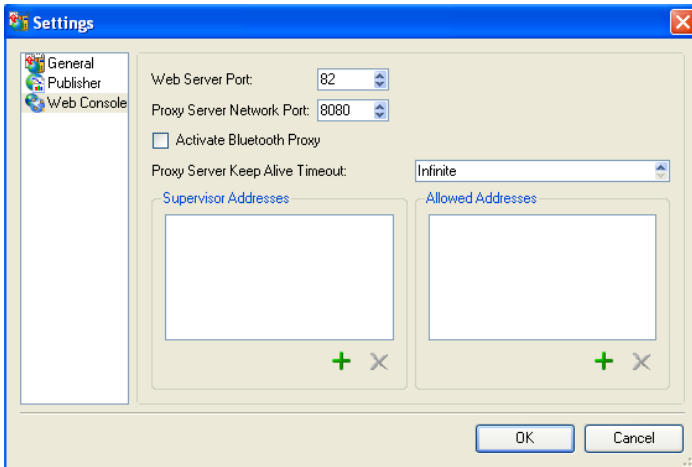 Settings
General
Publisher
Web Console
Web Server Port: 82
Proxy Server Network Port: 8080
Activate Bluetooth Proxy
Proxy Server Keep Alive Timeout: Infinite
Supervisor Addresses Allowed Addresses
OK Cancel